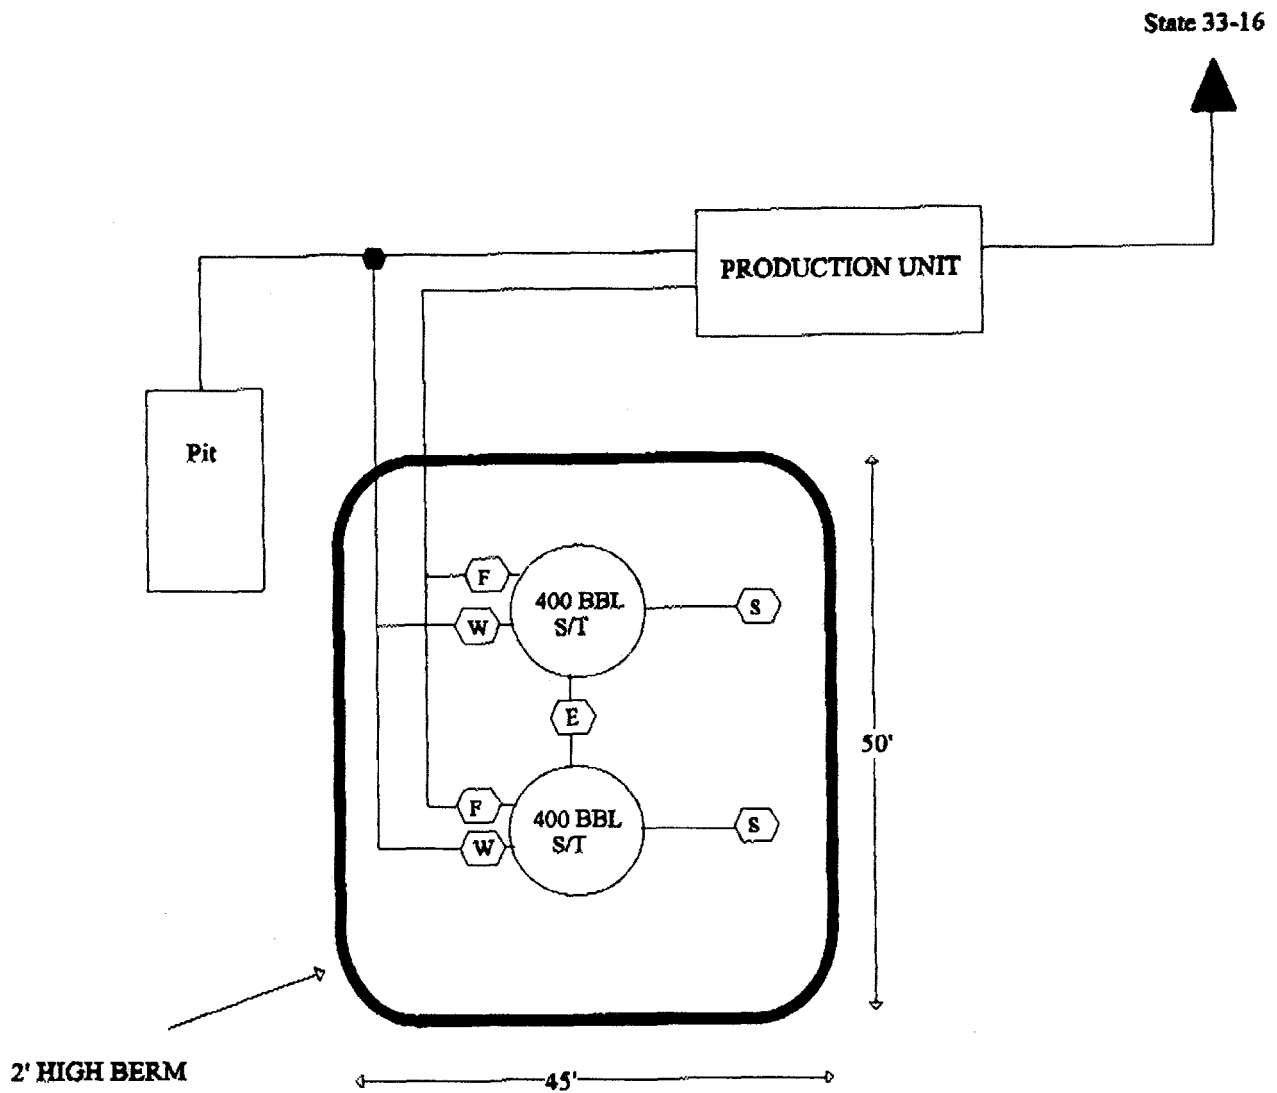 State 33-16
PRODUCTION UNIT
Pit
F
400 BBL
S/T
W
S
E
50'
F
400 BBL
S/T
W
S
2' HIGH BERM
45'